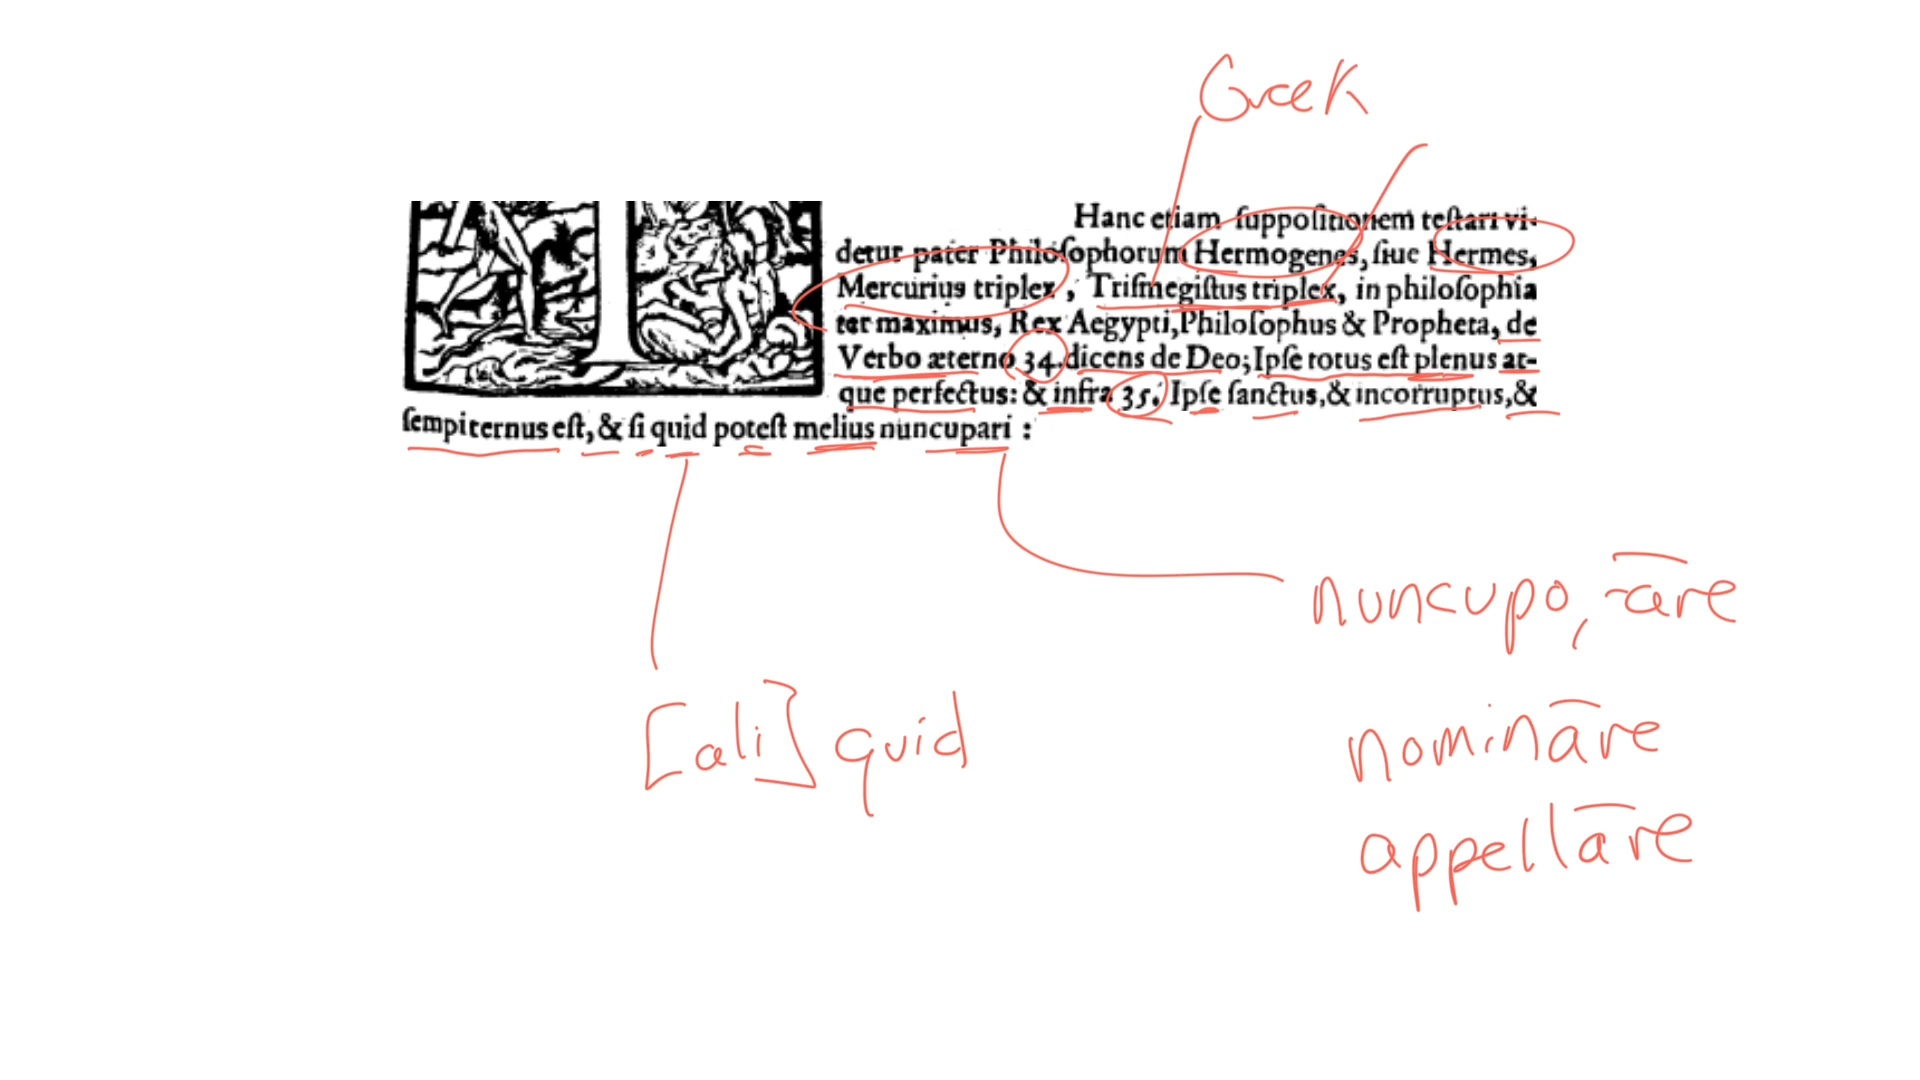 Greek
Hanc etiam ſuppoſitionem teſtari vi-
detur pater Philoſophorum Hermogenes, ſiue Hermes,
Mercurius triplex, Triſmegiſtus triplex, in philoſophia
ter maximus, Rex Aegypti, Philoſophus & Propheta, de
Verbo æterno 34. dicens de Deo; Ipſe totus eſt plenus at-
que perfectus: & infra 35. Ipſe ſanctus, & incorruptus, &
ſempiternus eſt, & ſi quid poteſt melius nuncupari :
nuncupo, -āre
[ali] quid
nomināre
appellāre